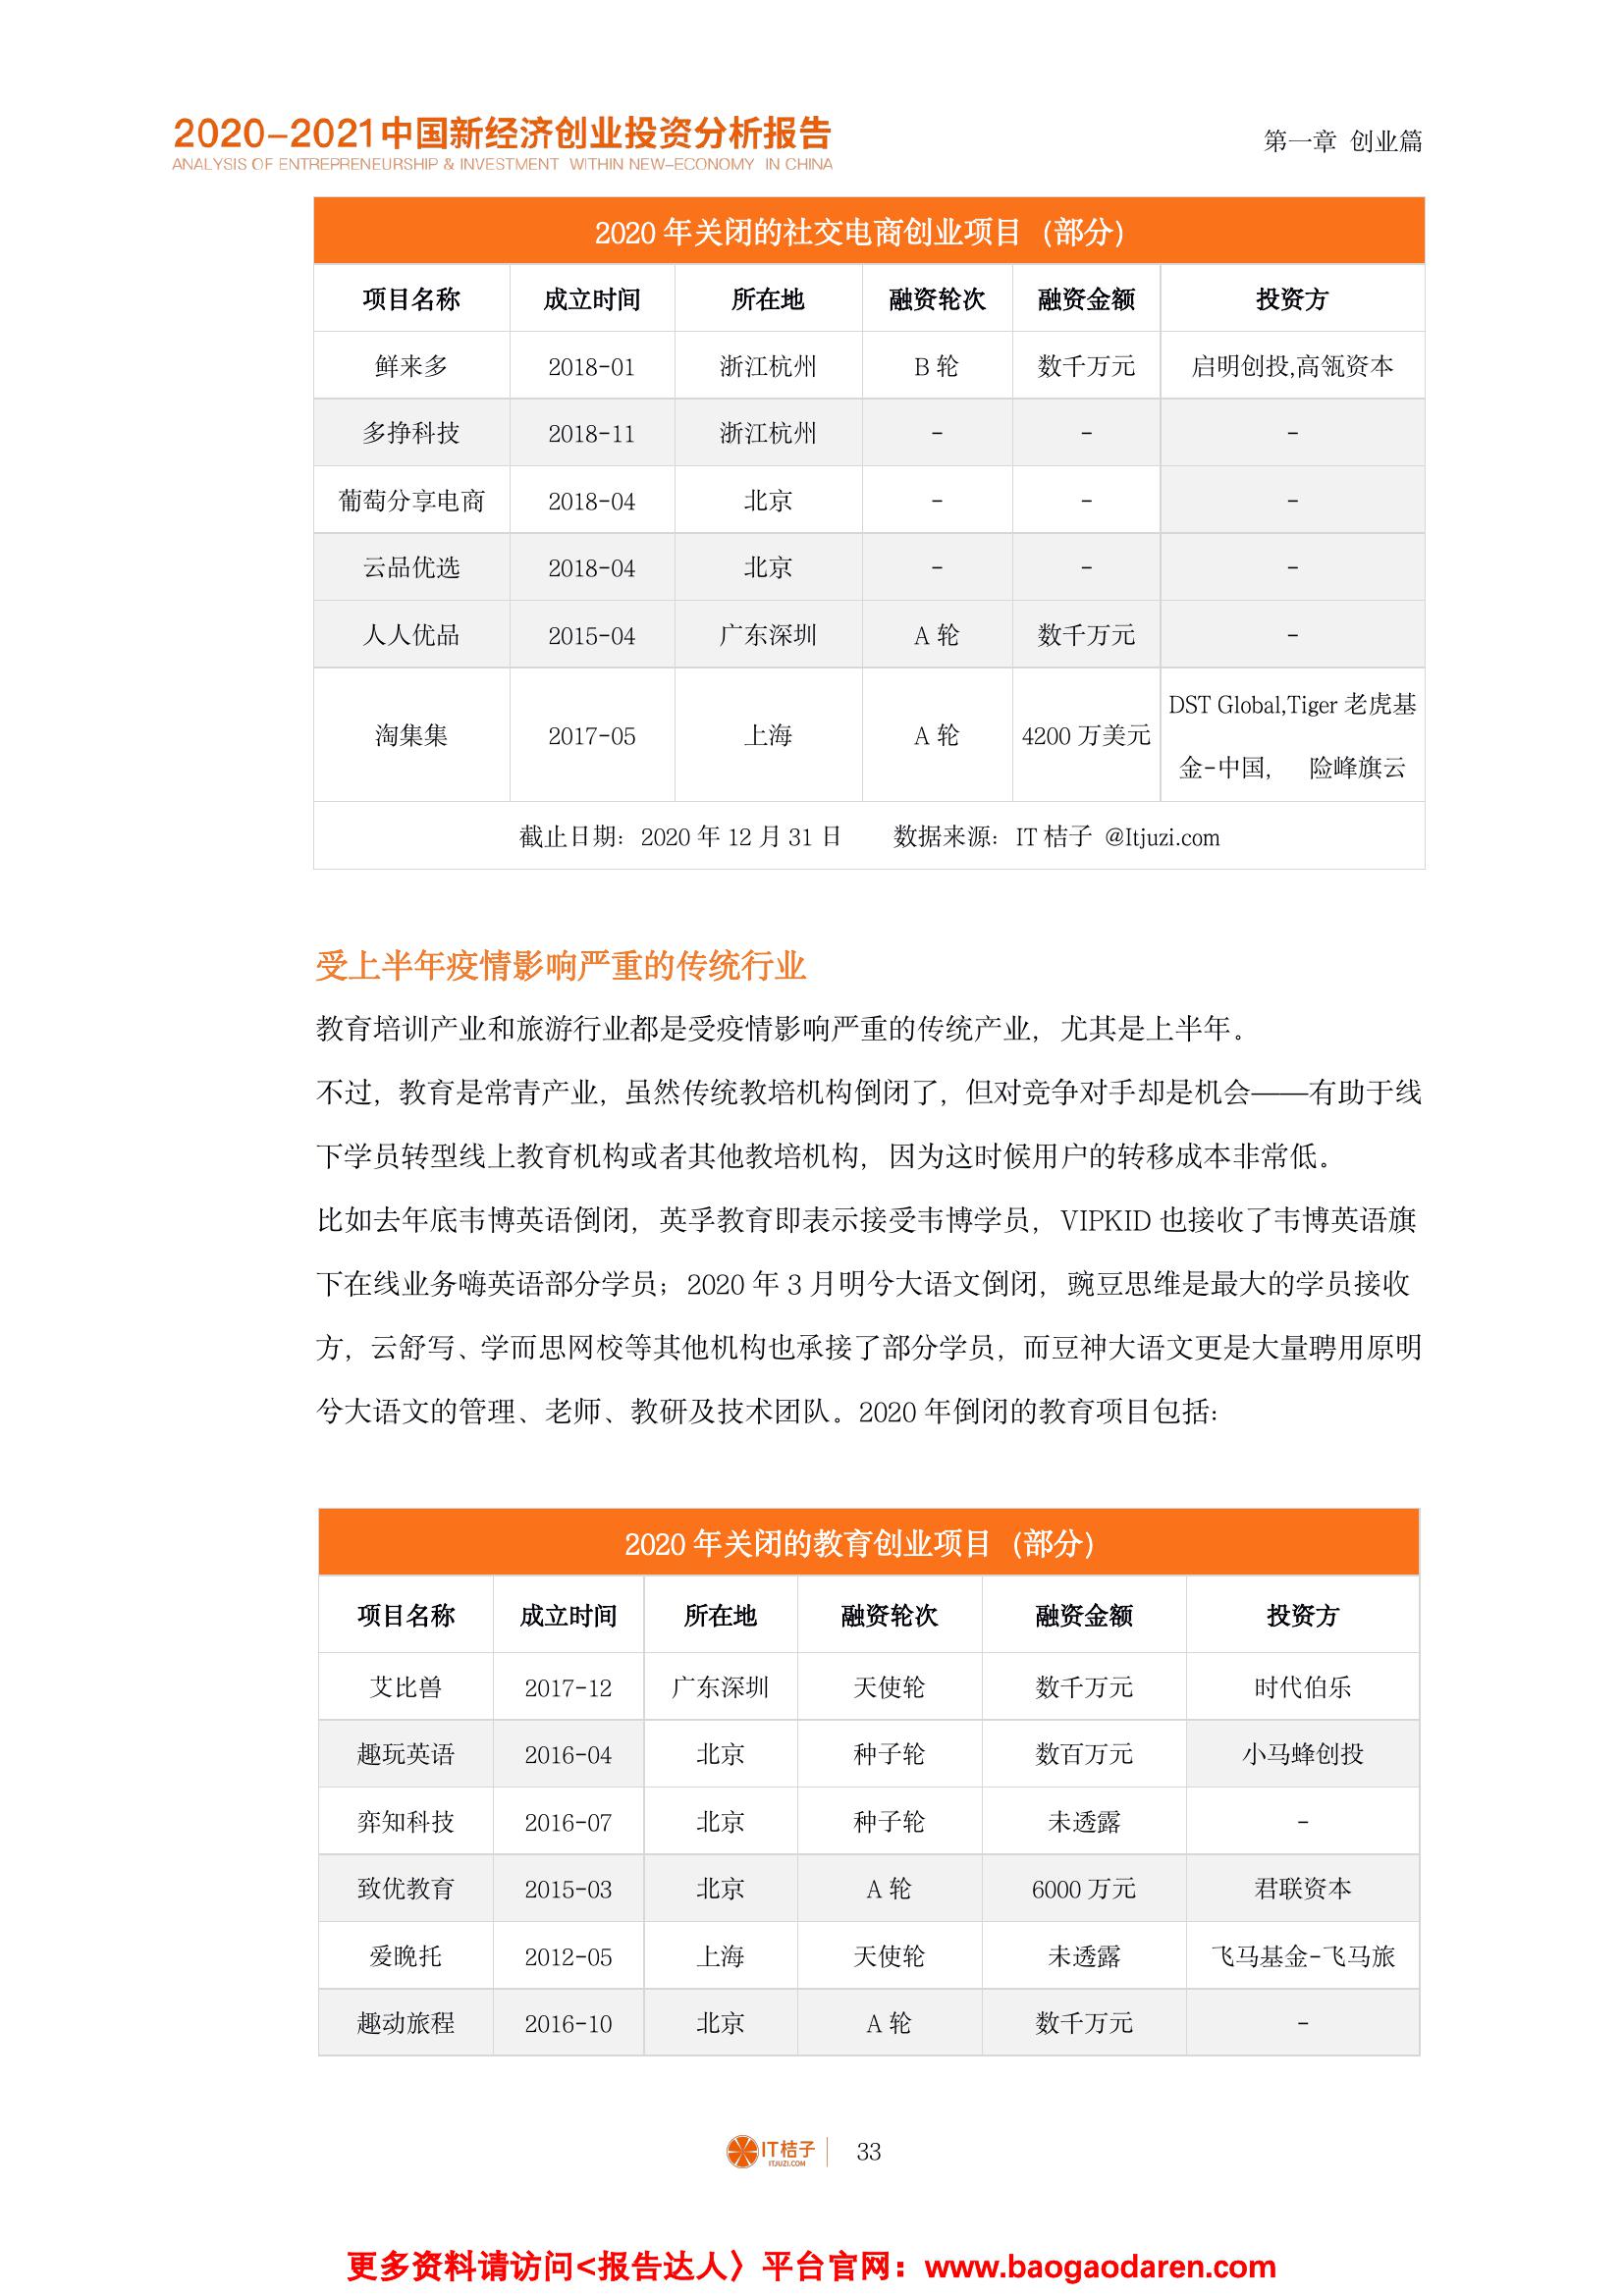 2020-2021中国新经济创业投资分析报告
ANALYSIS OF ENTREPRENEURSHIP & INVESTMENT WITHIN NEW-ECONOMY IN CHINA
第一章 创业篇
2020 年关闭的社交电商创业项目（部分）
项目名称 成立时间 所在地 融资轮次 融资金额 投资方
鲜来多 2018-01 浙江杭州 B 轮 数千万元 启明创投,高瓴资本
多挣科技 2018-11 浙江杭州 - - -
葡萄分享电商 2018-04 北京 - - -
云品优选 2018-04 北京 - - -
人人优品 2015-04 广东深圳 A 轮 数千万元 -
淘集集 2017-05 上海 A 轮 4200 万美元 DST Global,Tiger 老虎基
金-中国， 险峰旗云
截止日期：2020 年 12 月 31 日 数据来源：IT 桔子 @Itjuzi.com
受上半年疫情影响严重的传统行业
教育培训产业和旅游行业都是受疫情影响严重的传统产业，尤其是上半年。
不过，教育是常青产业，虽然传统教培机构倒闭了，但对竞争对手却是机会——有助于线
下学员转型线上教育机构或者其他教培机构，因为这时候用户的转移成本非常低。
比如去年底韦博英语倒闭，英孚教育即表示接受韦博学员，VIPKID 也接收了韦博英语旗
下在线业务嗨英语部分学员；2020 年 3 月明兮大语文倒闭，豌豆思维是最大的学员接收
方，云舒写、学而思网校等其他机构也承接了部分学员，而豆神大语文更是大量聘用原明
兮大语文的管理、老师、教研及技术团队。2020 年倒闭的教育项目包括：
2020 年关闭的教育创业项目（部分）
项目名称 成立时间 所在地 融资轮次 融资金额 投资方
艾比兽 2017-12 广东深圳 天使轮 数千万元 时代伯乐
趣玩英语 2016-04 北京 种子轮 数百万元 小马蜂创投
弈知科技 2016-07 北京 种子轮 未透露 -
致优教育 2015-03 北京 A 轮 6000 万元 君联资本
爱晚托 2012-05 上海 天使轮 未透露 飞马基金-飞马旅
趣动旅程 2016-10 北京 A 轮 数千万元 -
IT桔子
ITJUZI.COM
33
更多资料请访问<报告达人〉平台官网：www.baogaodaren.com